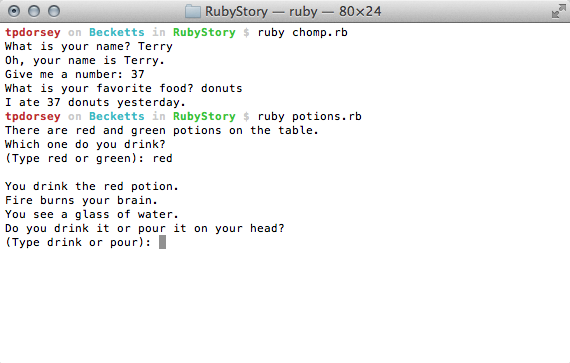 RubyStory — ruby — 80×24
tpdorsey on Becketts in RubyStory $ ruby chomp.rb
What is your name? Terry
Oh, your name is Terry.
Give me a number: 37
What is your favorite food? donuts
I ate 37 donuts yesterday.
tpdorsey on Becketts in RubyStory $ ruby potions.rb
There are red and green potions on the table.
Which one do you drink?
(Type red or green): red
You drink the red potion.
Fire burns your brain.
You see a glass of water.
Do you drink it or pour it on your head?
(Type drink or pour):